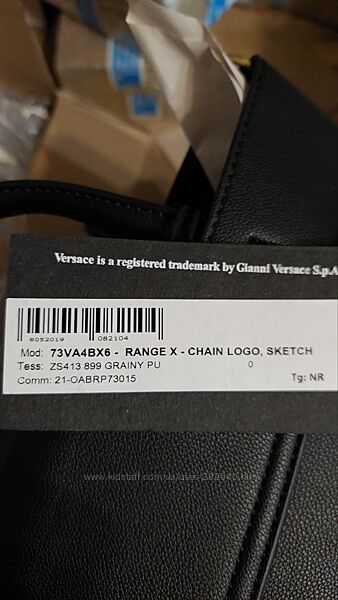 Versace is a registered trademark by Gianni Versace S.p.A
8052019 082104
Mod: 73VA4BX6 - RANGE X - CHAIN LOGO, SKETCH
Tess: ZS413 899 GRAINY PU 0
Comm: 21-OABRP73015 Tg: NR